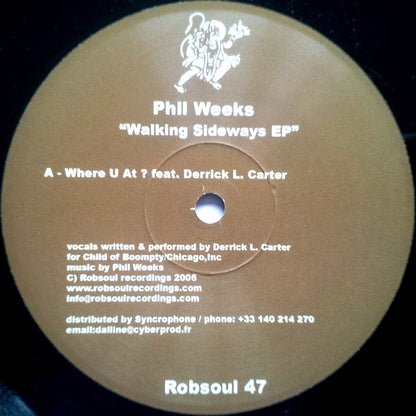 Phil Weeks
"Walking Sideways EP"
A - Where U At ? feat. Derrick L. Carter
vocals written & performed by Derrick L. Carter
for Child of Boompty/Chicago,Inc
music by Phil Weeks
C) Robsoul recordings 2006
www.robsoulrecordings.com
info@robsoulrecordings.com
distributed by Syncrophone / phone: +33 140 214 270
email:dailine@cyberprod.fr
Robsoul 47